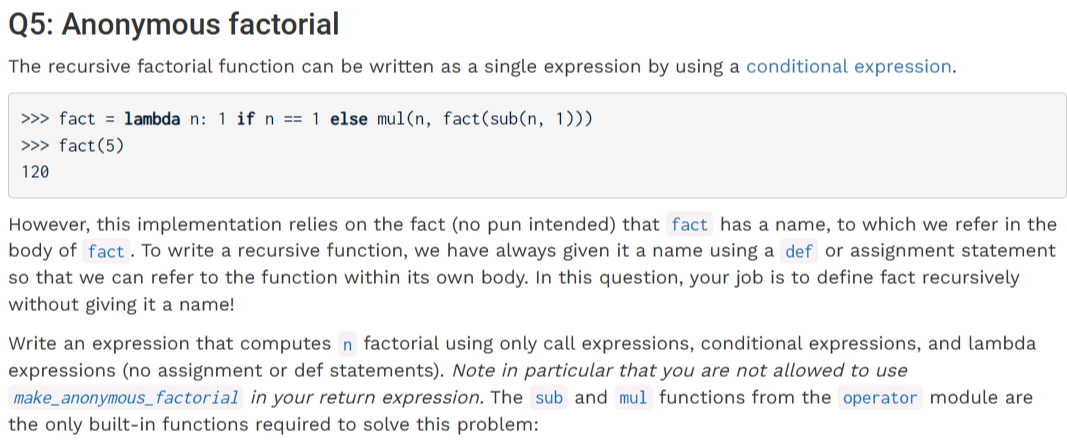 Q5: Anonymous factorial
The recursive factorial function can be written as a single expression by using a conditional expression.
>>> fact = lambda n: 1 if n == 1 else mul(n, fact(sub(n, 1)))
>>> fact(5)
120
However, this implementation relies on the fact (no pun intended) that fact has a name, to which we refer in the
body of fact. To write a recursive function, we have always given it a name using a def or assignment statement
so that we can refer to the function within its own body. In this question, your job is to define fact recursively
without giving it a name!
Write an expression that computes n factorial using only call expressions, conditional expressions, and lambda
expressions (no assignment or def statements). Note in particular that you are not allowed to use
make_anonymous_factorial in your return expression. The sub and mul functions from the operator module are
the only built-in functions required to solve this problem: